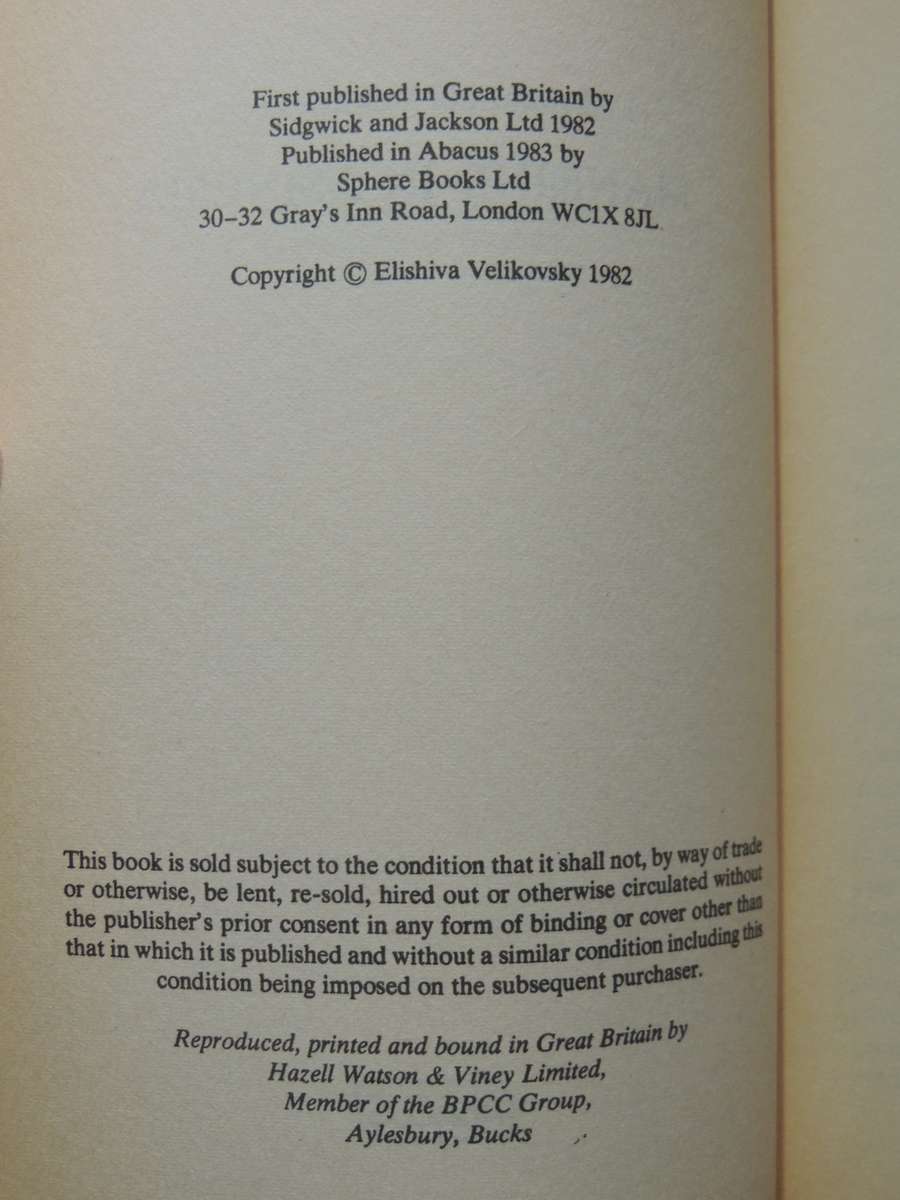 First published in Great Britain by
Sidgwick and Jackson Ltd 1982
Published in Abacus 1983 by
Sphere Books Ltd
30–32 Gray's Inn Road, London WC1X 8JL
Copyright © Elishiva Velikovsky 1982
This book is sold subject to the condition that it shall not, by way of trade
or otherwise, be lent, re-sold, hired out or otherwise circulated without
the publisher's prior consent in any form of binding or cover other than
that in which it is published and without a similar condition including this
condition being imposed on the subsequent purchaser.
Reproduced, printed and bound in Great Britain by
Hazell Watson & Viney Limited,
Member of the BPCC Group,
Aylesbury, Bucks